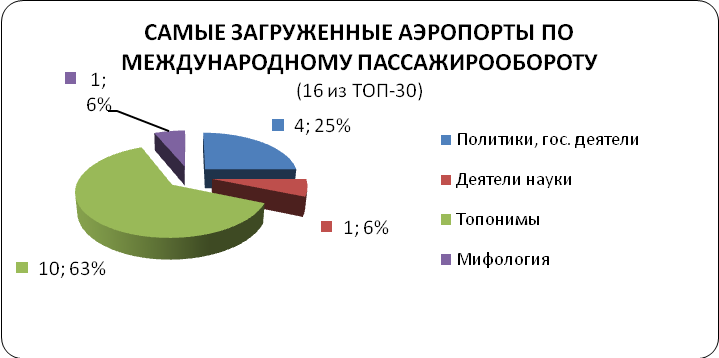 САМЫЕ ЗАГРУЖЕННЫЕ АЭРОПОРТЫ ПО
МЕЖДУНАРОДНОМУ ПАССАЖИРООБОРОТУ
(16 из ТОП-30)
1;
6%
4; 25%
1; 6%
10; 63%
Политики, гос. деятели
Деятели науки
Топонимы
Мифология